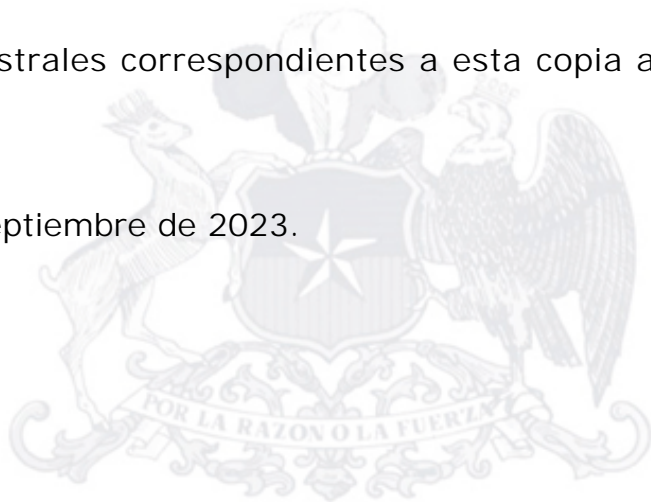 strales correspondientes a esta copia a
eptiembre de 2023.
POR LA RAZON O LA FUERZA